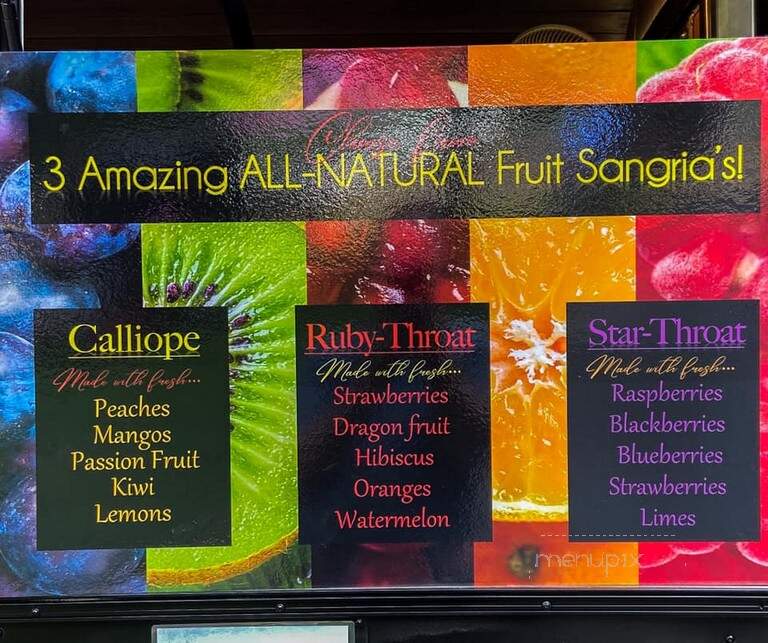 Choose from
3 Amazing ALL-NATURAL Fruit Sangria's!
Calliope
Made with fresh...
Peaches
Mangos
Passion Fruit
Kiwi
Lemons
Ruby-Throat
Made with fresh...
Strawberries
Dragon fruit
Hibiscus
Oranges
Watermelon
Star-Throat
Made with fresh...
Raspberries
Blackberries
Blueberries
Strawberries
Limes
menupix